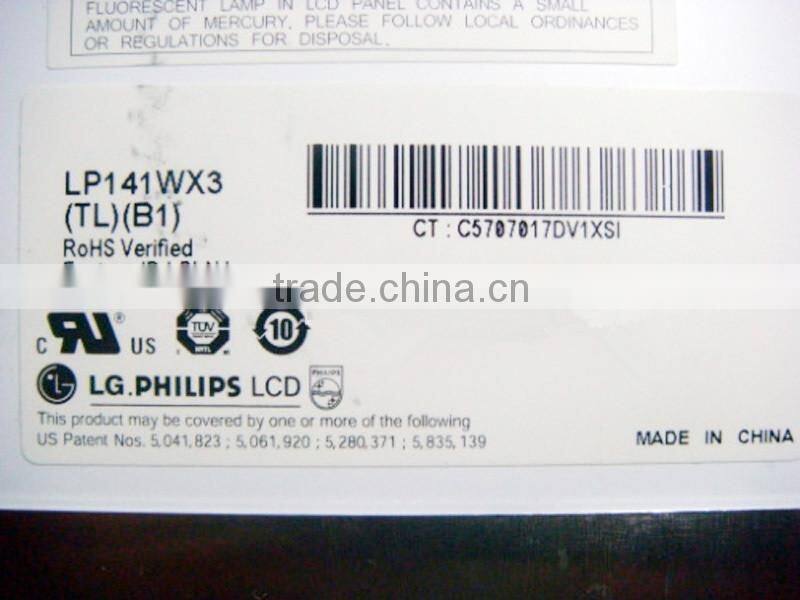 FLUORESCENT LAMP IN LCD PANEL CONTAINS A SMALL
AMOUNT OF MERCURY. PLEASE FOLLOW LOCAL ORDINANCES
OR REGULATIONS FOR DISPOSAL.
LP141WX3
(TL)(B1)
RoHS Verified
CT : C5707017DV1XSI
trade.china.cn
C UL ® US
TUV
10
LG.PHILIPS LCD
PHILIPS
This product may be covered by one or more of the following
US Patent Nos. 5,041,823 ; 5,061,920 ; 5,280,371 ; 5,835,139
MADE IN CHINA